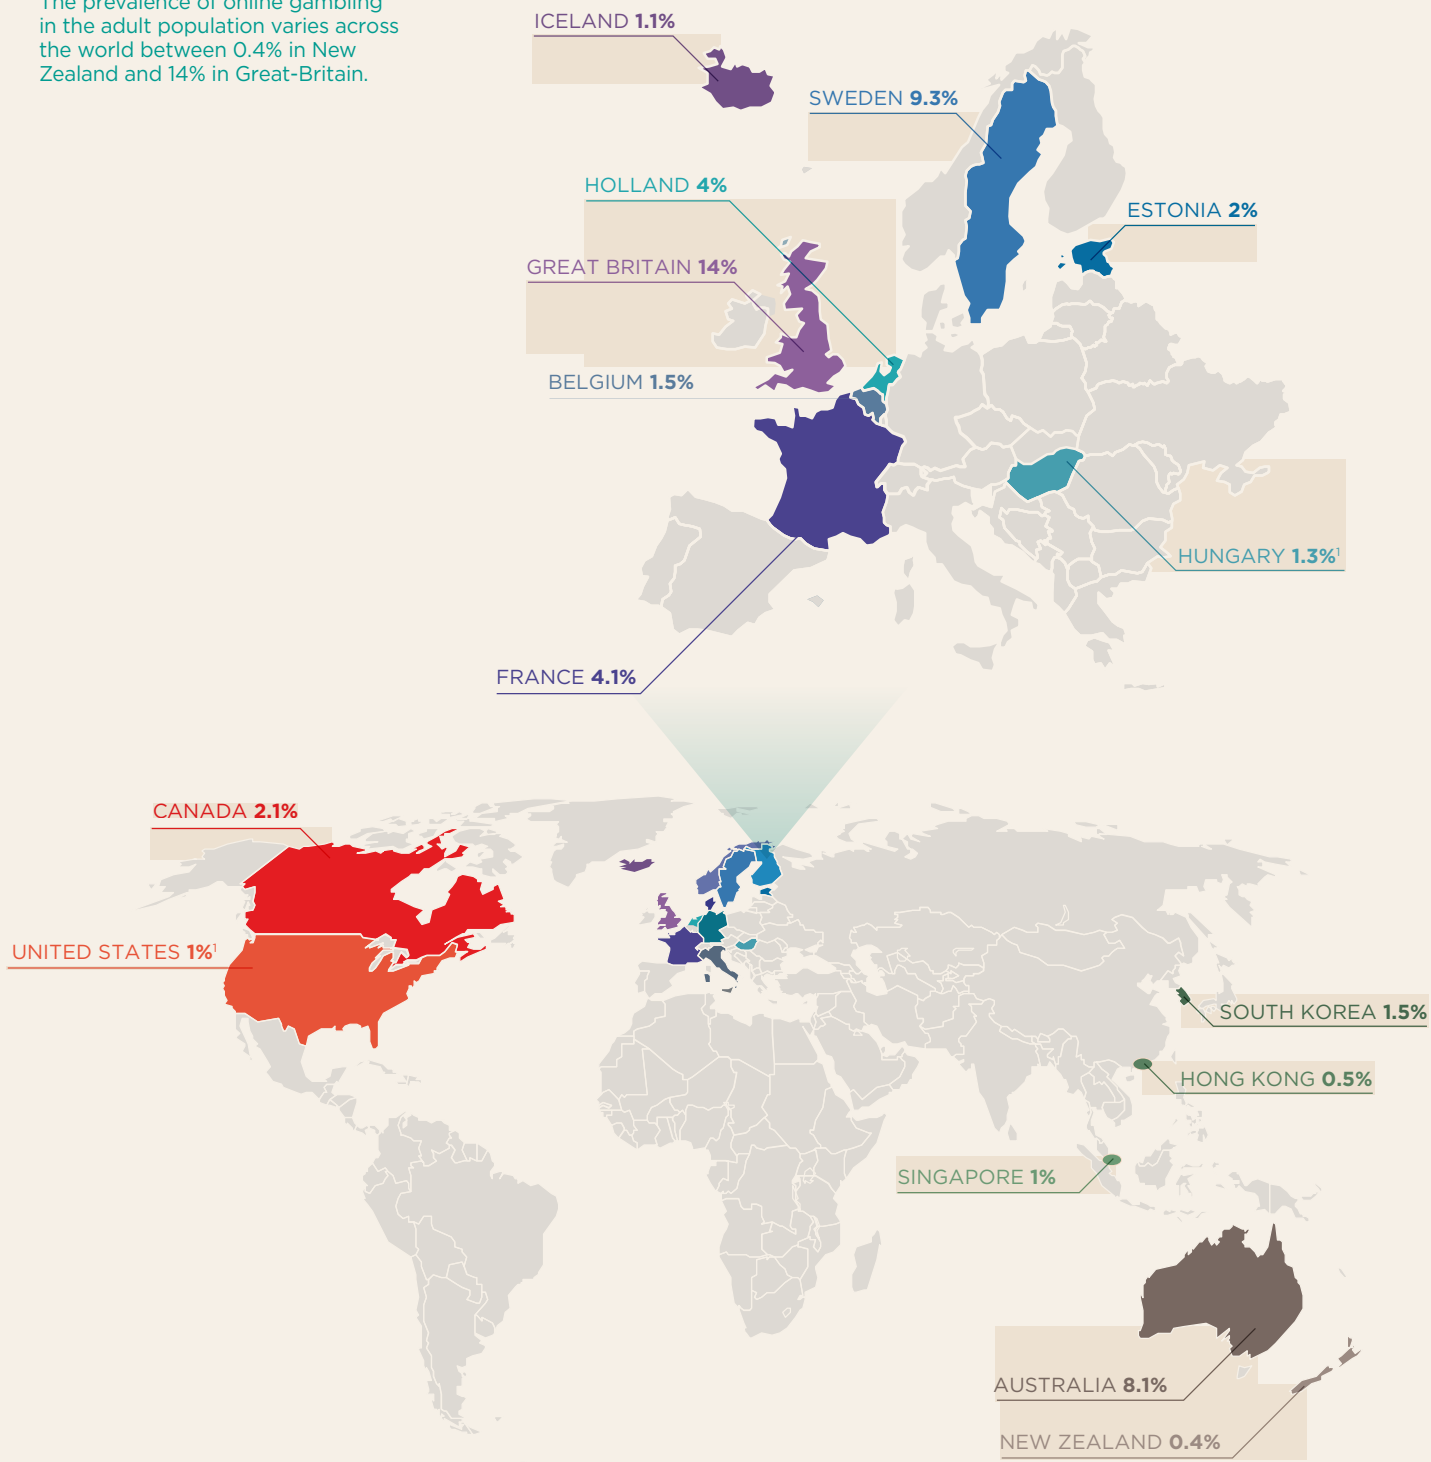 The prevalence of online gambling
in the adult population varies across
the world between 0.4% in New
Zealand and 14% in Great-Britain.
ICELAND 1.1%
SWEDEN 9.3%
HOLLAND 4%
ESTONIA 2%
GREAT BRITAIN 14%
BELGIUM 1.5%
HUNGARY 1.3%¹
FRANCE 4.1%
CANADA 2.1%
UNITED STATES 1%¹
SOUTH KOREA 1.5%
HONG KONG 0.5%
SINGAPORE 1%
AUSTRALIA 8.1%
NEW ZEALAND 0.4%